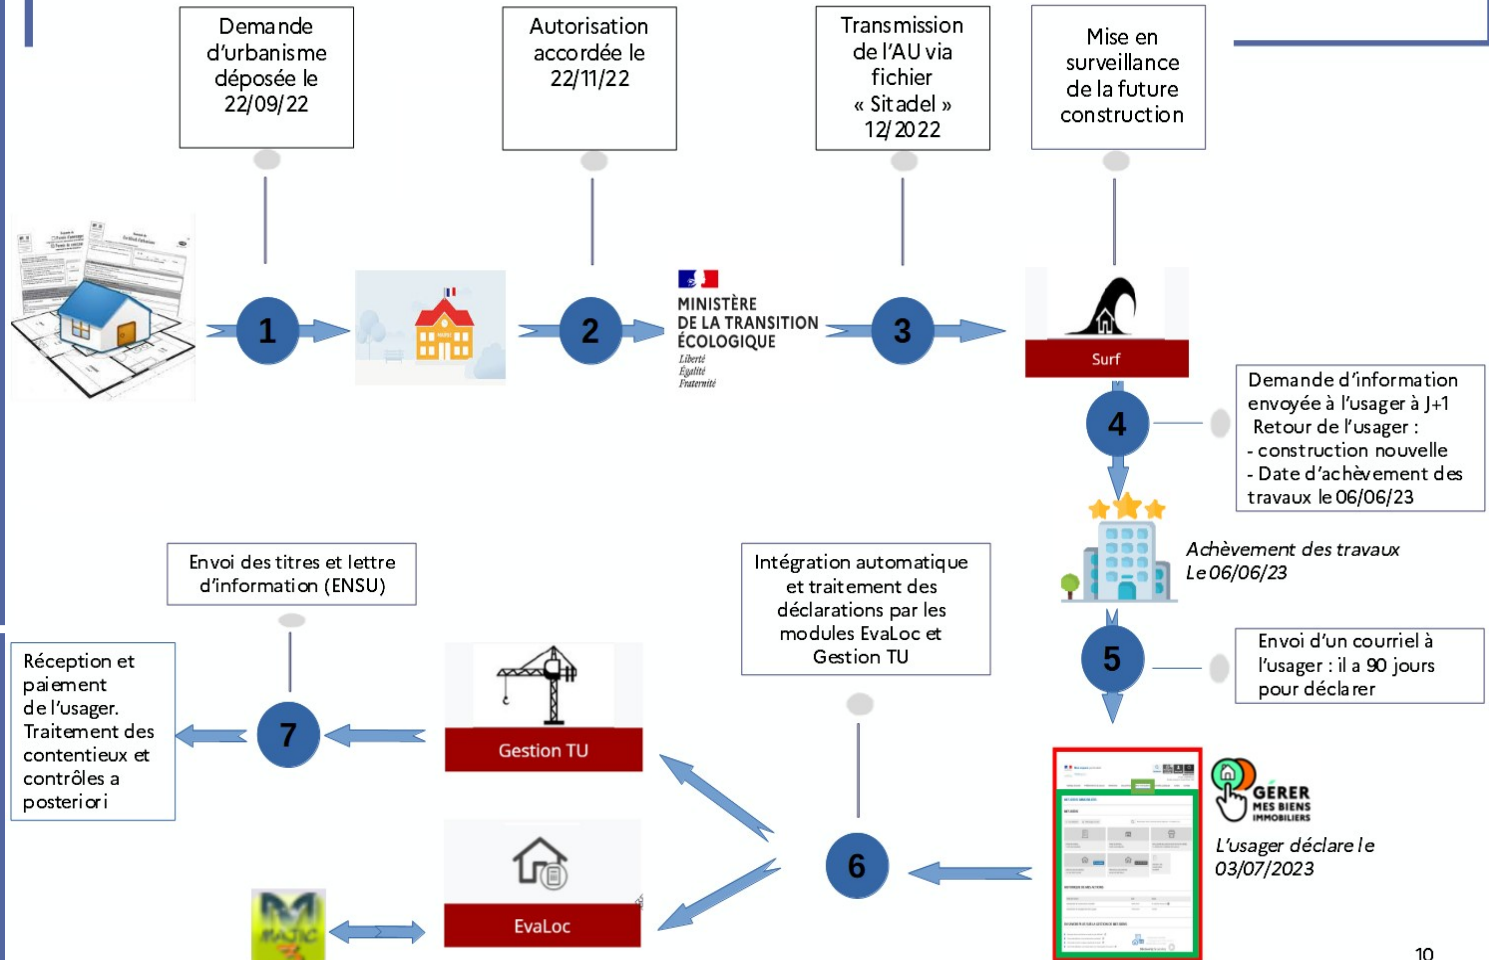 Demande
d'urbanisme
déposée le
22/09/22
Autorisation
accordée le
22/11/22
Transmission
de l'AU via
fichier
« Sitadel »
12/2022
Mise en
surveillance
de la future
construction
1
MAIRIE
2
MINISTÈRE
DE LA TRANSITION
ÉCOLOGIQUE
Liberté
Égalité
Fraternité
3
Surf
4
Demande d'information
envoyée à l'usager à J+1
Retour de l'usager :
- construction nouvelle
- Date d'achèvement des
travaux le 06/06/23
Achèvement des travaux
Le 06/06/23
5
Envoi d'un courriel à
l'usager : il a 90 jours
pour déclarer
GÉRER
MES BIENS
IMMOBILIERS
L'usager déclare le
03/07/2023
Intégration automatique
et traitement des
déclarations par les
modules EvaLoc et
Gestion TU
6
Gestion TU
EvaLoc
MAJIC
3
Envoi des titres et lettre
d'information (ENSU)
7
Réception et
paiement
de l'usager.
Traitement des
contentieux et
contrôles a
posteriori
10